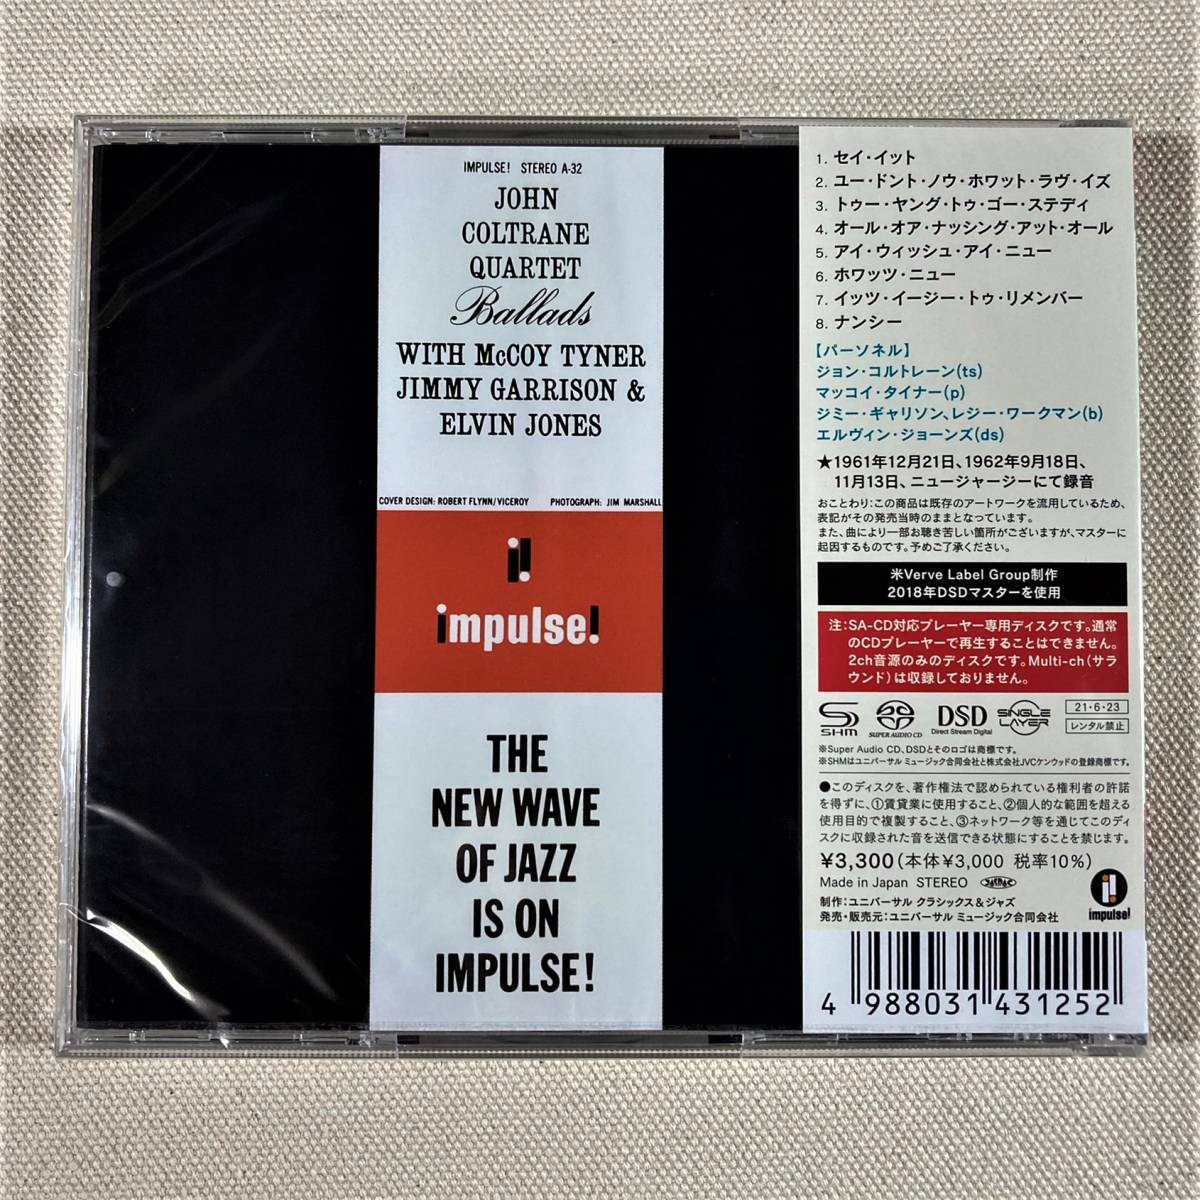 IMPULSE! STEREO A-32
JOHN
COLTRANE
QUARTET
Ballads
WITH McCOY TYNER
JIMMY GARRISON &
ELVIN JONES
COVER DESIGN: ROBERT FLYNN/VICEROY PHOTOGRAPH: JIM MARSHALL
i!
impulse!
THE
NEW WAVE
OF JAZZ
IS ON
IMPULSE!
1. セイ・イット
2. ユー・ドント・ノウ・ホワット・ラヴ・イズ
3. トゥー・ヤング・トゥ・ゴー・ステディ
4. オール・オア・ナッシング・アット・オール
5. アイ・ウィッシュ・アイ・ニュー
6. ホワッツ・ニュー
7. イッツ・イージー・トゥ・リメンバー
8. ナンシー
【パーソネル】
ジョン・コルトレーン(ts)
マッコイ・タイナー(p)
ジミー・ギャリソン、レジー・ワークマン(b)
エルヴィン・ジョーンズ(ds)
★1961年12月21日、1962年9月18日、
11月13日、ニュージャージーにて録音
おことわり:この商品は既存のアートワークを流用しているため、
表記がその発売当時のままとなっています。
また、曲により一部お聴き苦しい箇所がございますが、マスターに
起因するものです。予めご了承ください。
米Verve Label Group制作
2018年DSDマスターを使用
注:SA-CD対応プレーヤー専用ディスクです。通常
のCDプレーヤーで再生することはできません。
2ch音源のみのディスクです。Multi-ch(サラ
ウンド)は収録しておりません。
SHM SUPER AUDIO CD DSD Direct Stream Digital SINGLE LAYER 21・6・23
レンタル禁止
※Super Audio CD、DSDとそのロゴは商標です。
※SHMはユニバーサル ミュージック合同会社と株式会社JVCケンウッドの登録商標です。
●このディスクを、著作権法で認められている権利者の許諾
を得ずに、①賃貸業に使用すること、②個人的な範囲を超える
使用目的で複製すること、③ネットワーク等を通じてこのディ
スクに収録された音を送信できる状態にすることを禁じます。
¥3,300(本体¥3,000 税率10%)
Made in Japan STEREO
制作:ユニバーサル クラシックス&ジャズ
発売・販売元:ユニバーサル ミュージック合同会社
i!
impulse!
4 988031 431252